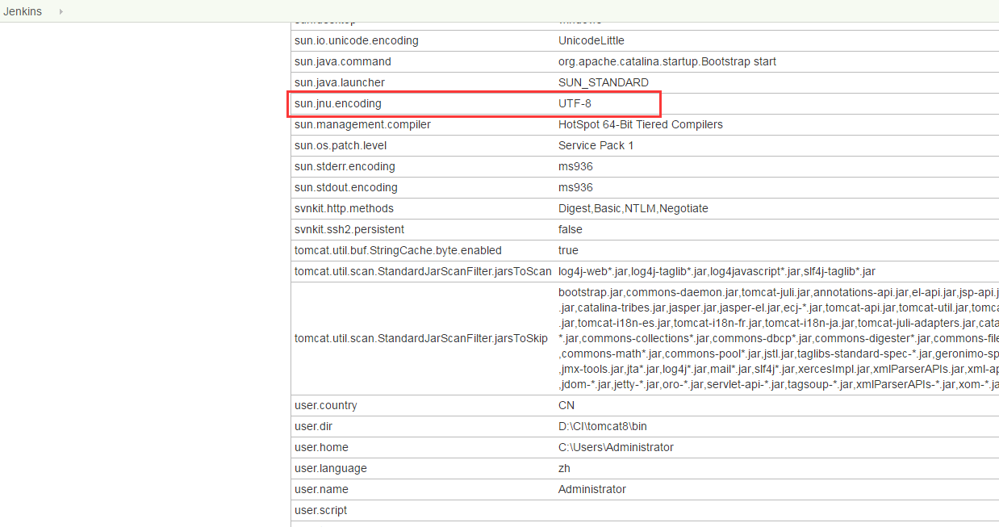 Jenkins
sun.io.unicode.encoding UnicodeLittle
sun.java.command org.apache.catalina.startup.Bootstrap start
sun.java.launcher SUN_STANDARD
sun.jnu.encoding UTF-8
sun.management.compiler HotSpot 64-Bit Tiered Compilers
sun.os.patch.level Service Pack 1
sun.stderr.encoding ms936
sun.stdout.encoding ms936
svnkit.http.methods Digest,Basic,NTLM,Negotiate
svnkit.ssh2.persistent false
tomcat.util.buf.StringCache.byte.enabled true
tomcat.util.scan.StandardJarScanFilter.jarsToScan log4j-web*.jar,log4j-taglib*.jar,log4javascript*.jar,slf4j-taglib*.jar
bootstrap.jar,commons-daemon.jar,tomcat-juli.jar,annotations-api.jar,el-api.jar,jsp-api.j
.jar,catalina-tribes.jar,jasper.jar,jasper-el.jar,ecj-*.jar,tomcat-api.jar,tomcat-util.jar,tomca
.jar,tomcat-i18n-es.jar,tomcat-i18n-fr.jar,tomcat-i18n-ja.jar,tomcat-juli-adapters.jar,cata
tomcat.util.scan.StandardJarScanFilter.jarsToSkip *.jar,commons-collections*.jar,commons-dbcp*.jar,commons-digester*.jar,commons-file
,commons-math*.jar,commons-pool*.jar,jstl.jar,taglibs-standard-spec-*.jar,geronimo-sp
,jmx-tools.jar,jta*.jar,log4j*.jar,mail*.jar,slf4j*.jar,xercesImpl.jar,xmlParserAPIs.jar,xml-ap
,jdom-*.jar,jetty-*.jar,oro-*.jar,servlet-api-*.jar,tagsoup-*.jar,xmlParserAPIs-*.jar,xom-*.ja
user.country CN
user.dir D:\CI\tomcat8\bin
user.home C:\Users\Administrator
user.language zh
user.name Administrator
user.script